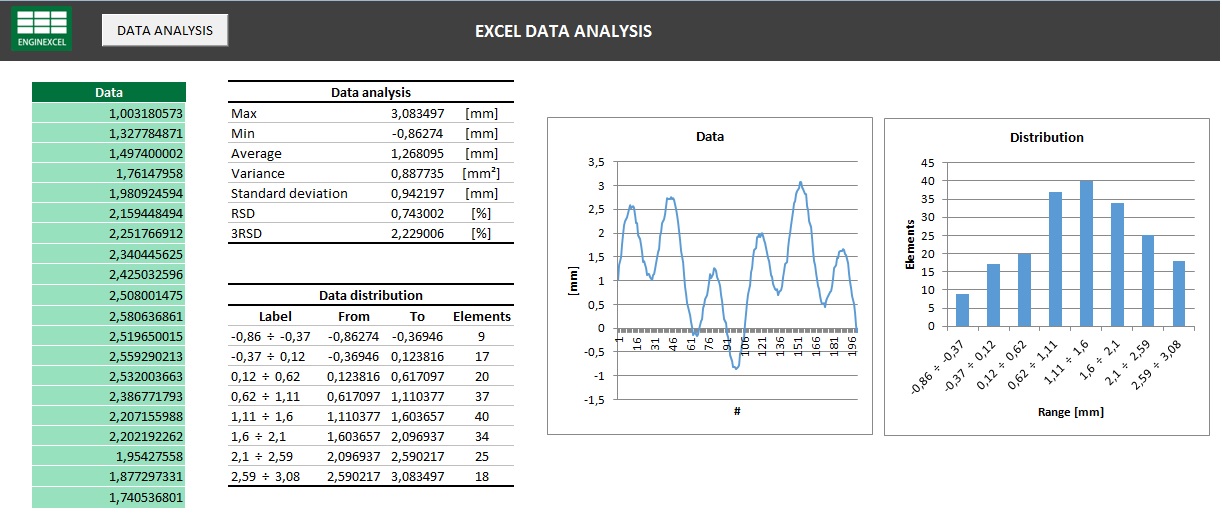 ENGINEXCEL
DATA ANALYSIS
EXCEL DATA ANALYSIS
Data
1,003180573
1,327784871
1,497400002
1,76147958
1,980924594
2,159448494
2,251766912
2,340445625
2,425032596
2,508001475
2,580636861
2,519650015
2,559290213
2,532003663
2,386771793
2,207155988
2,202192262
1,95427558
1,877297331
1,740536801
Data analysis
Max 3,083497 [mm]
Min -0,86274 [mm]
Average 1,268095 [mm]
Variance 0,887735 [mm²]
Standard deviation 0,942197 [mm]
RSD 0,743002 [%]
3RSD 2,229006 [%]
Data distribution
Label From To Elements
-0,86 ÷ -0,37 -0,86274 -0,36946 9
-0,37 ÷ 0,12 -0,36946 0,123816 17
0,12 ÷ 0,62 0,123816 0,617097 20
0,62 ÷ 1,11 0,617097 1,110377 37
1,11 ÷ 1,6 1,110377 1,603657 40
1,6 ÷ 2,1 1,603657 2,096937 34
2,1 ÷ 2,59 2,096937 2,590217 25
2,59 ÷ 3,08 2,590217 3,083497 18
Data
3,5
3
2,5
2
1,5
1
0,5
0
-0,5
-1
-1,5
[mm]
1 16 31 46 61 76 91 106 121 136 151 166 181 196
#
Distribution
45
40
35
30
25
20
15
10
5
0
Elements
-0,86 ÷ -0,37
-0,37 ÷ 0,12
0,12 ÷ 0,62
0,62 ÷ 1,11
1,11 ÷ 1,6
1,6 ÷ 2,1
2,1 ÷ 2,59
2,59 ÷ 3,08
Range [mm]